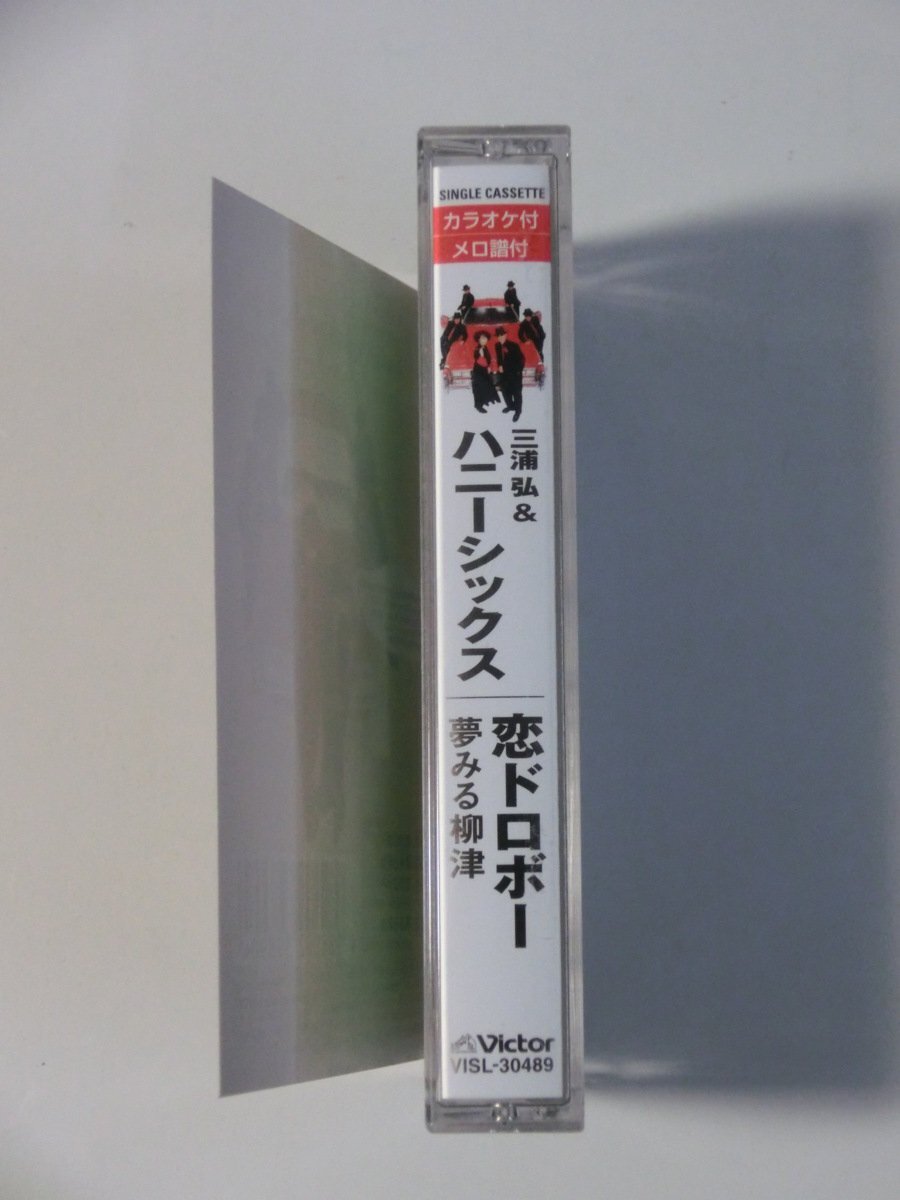 SINGLE CASSETTE
カラオケ付
メロ譜付
三浦 弘&
ハニーシックス
恋ドロボー
夢みる柳津
Victor
VISL-30489